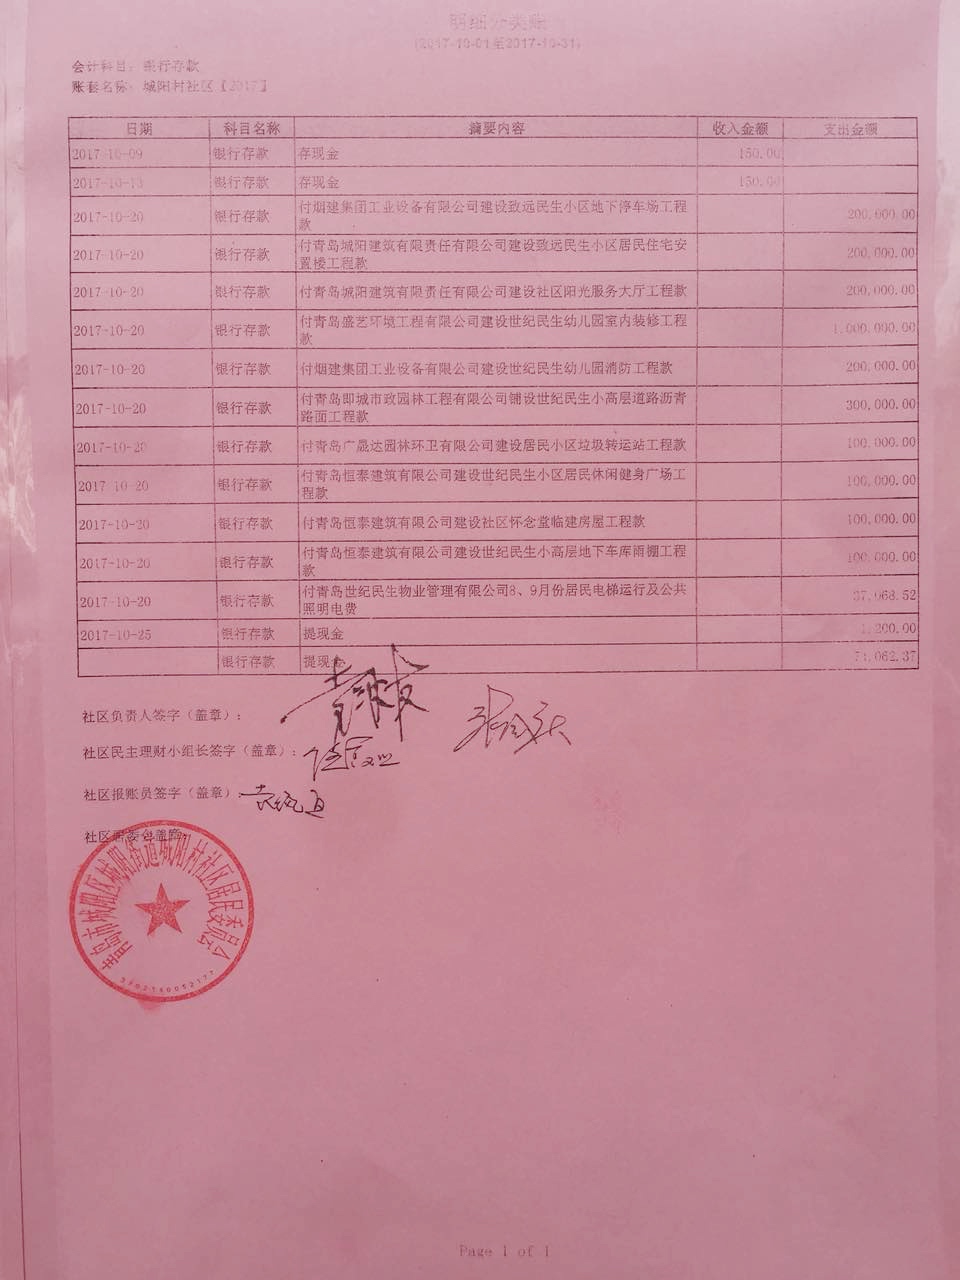 明细分类账
(2017-10-01至2017-10-31)
会计科目：银行存款
账套名称：城阳村社区【2017】
日期 科目名称 摘要内容 收入金额 支出金额
2017-10-09 银行存款 存现金 150.00
2017-10-13 银行存款 存现金 150.00
2017-10-20 银行存款 付烟建集团工业设备有限公司建设致远民生小区地下停车场工程 200,000.00
款
2017-10-20 银行存款 付青岛城阳建筑有限责任有限公司建设致远民生小区居民住宅安 200,000.00
置楼工程款
2017-10-20 银行存款 付青岛城阳建筑有限责任有限公司建设社区阳光服务大厅工程款 200,000.00
2017-10-20 银行存款 付青岛盛艺环境工程有限公司建设世纪民生幼儿园室内装修工程 1,000,000.00
款
2017-10-20 银行存款 付烟建集团工业设备有限公司建设世纪民生幼儿园消防工程款 200,000.00
2017-10-20 银行存款 付青岛即城市政园林工程有限公司铺设世纪民生小高层道路沥青 300,000.00
路面工程款
2017-10-20 银行存款 付青岛广晟达园林环卫有限公司建设居民小区垃圾转运站工程款 100,000.00
2017-10-20 银行存款 付青岛恒泰建筑有限公司建设世纪民生小区居民休闲健身广场工 100,000.00
程款
2017-10-20 银行存款 付青岛恒泰建筑有限公司建设社区怀念堂临建房屋工程款 100,000.00
2017-10-20 银行存款 付青岛恒泰建筑有限公司建设世纪民生小高层地下车库雨棚工程 100,000.00
款
2017-10-20 银行存款 付青岛世纪民生物业管理有限公司8、9月份居民电梯运行及公共 37,068.52
照明电费
2017-10-25 银行存款 提现金 1,200.00
银行存款 提现金 71,062.37
社区负责人签字（盖章）：
社区民主理财小组长签字（盖章）：
社区报账员签字（盖章）：
社区居委会盖章：
青岛市城阳区城阳街道城阳村社区居民委员会
Page 1 of 1